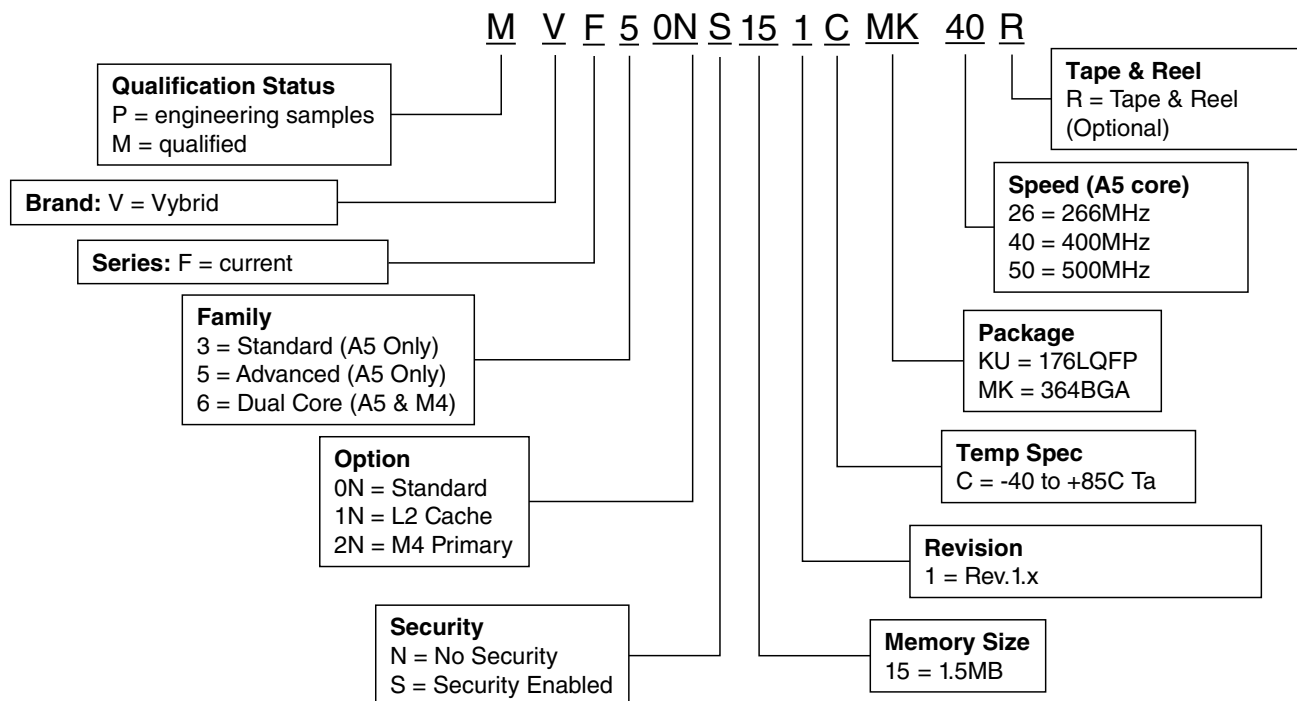 M V F 5 0N S 15 1 C MK 40 R
Qualification Status
P = engineering samples
M = qualified
Brand: V = Vybrid
Series: F = current
Family
3 = Standard (A5 Only)
5 = Advanced (A5 Only)
6 = Dual Core (A5 & M4)
Option
0N = Standard
1N = L2 Cache
2N = M4 Primary
Security
N = No Security
S = Security Enabled
Tape & Reel
R = Tape & Reel
(Optional)
Speed (A5 core)
26 = 266MHz
40 = 400MHz
50 = 500MHz
Package
KU = 176LQFP
MK = 364BGA
Temp Spec
C = -40 to +85C Ta
Revision
1 = Rev.1.x
Memory Size
15 = 1.5MB